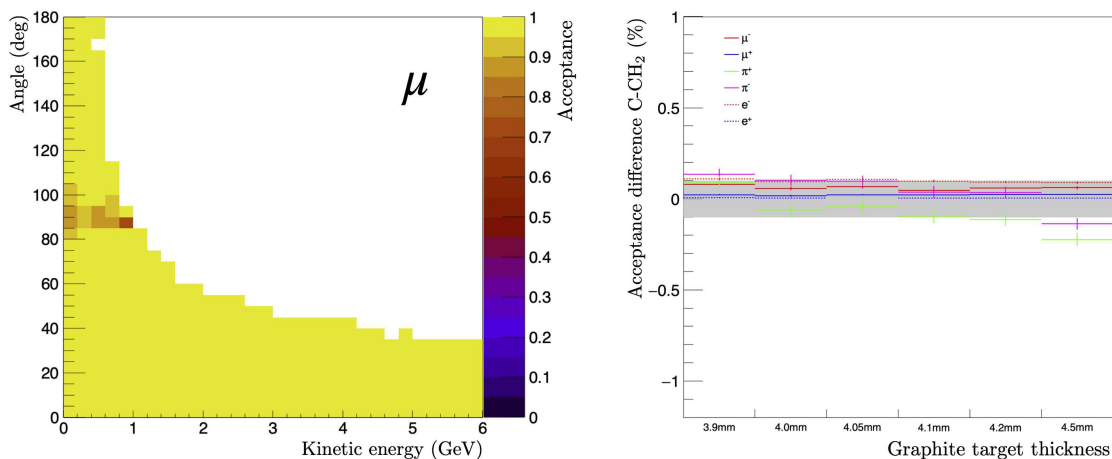 180
160
140
120
100
80
60
40
20
0
Angle (deg)
μ
0 1 2 3 4 5 6
Kinetic energy (GeV)
1
0.9
0.8
0.7
0.6
0.5
0.4
0.3
0.2
0.1
0
Acceptance
Acceptance difference C-CH₂ (%)
1
0.5
0
−0.5
−1
μ⁻
μ⁺
π⁺
π⁻
e⁻
e⁺
3.9mm 4.0mm 4.05mm 4.1mm 4.2mm 4.5mm
Graphite target thickness